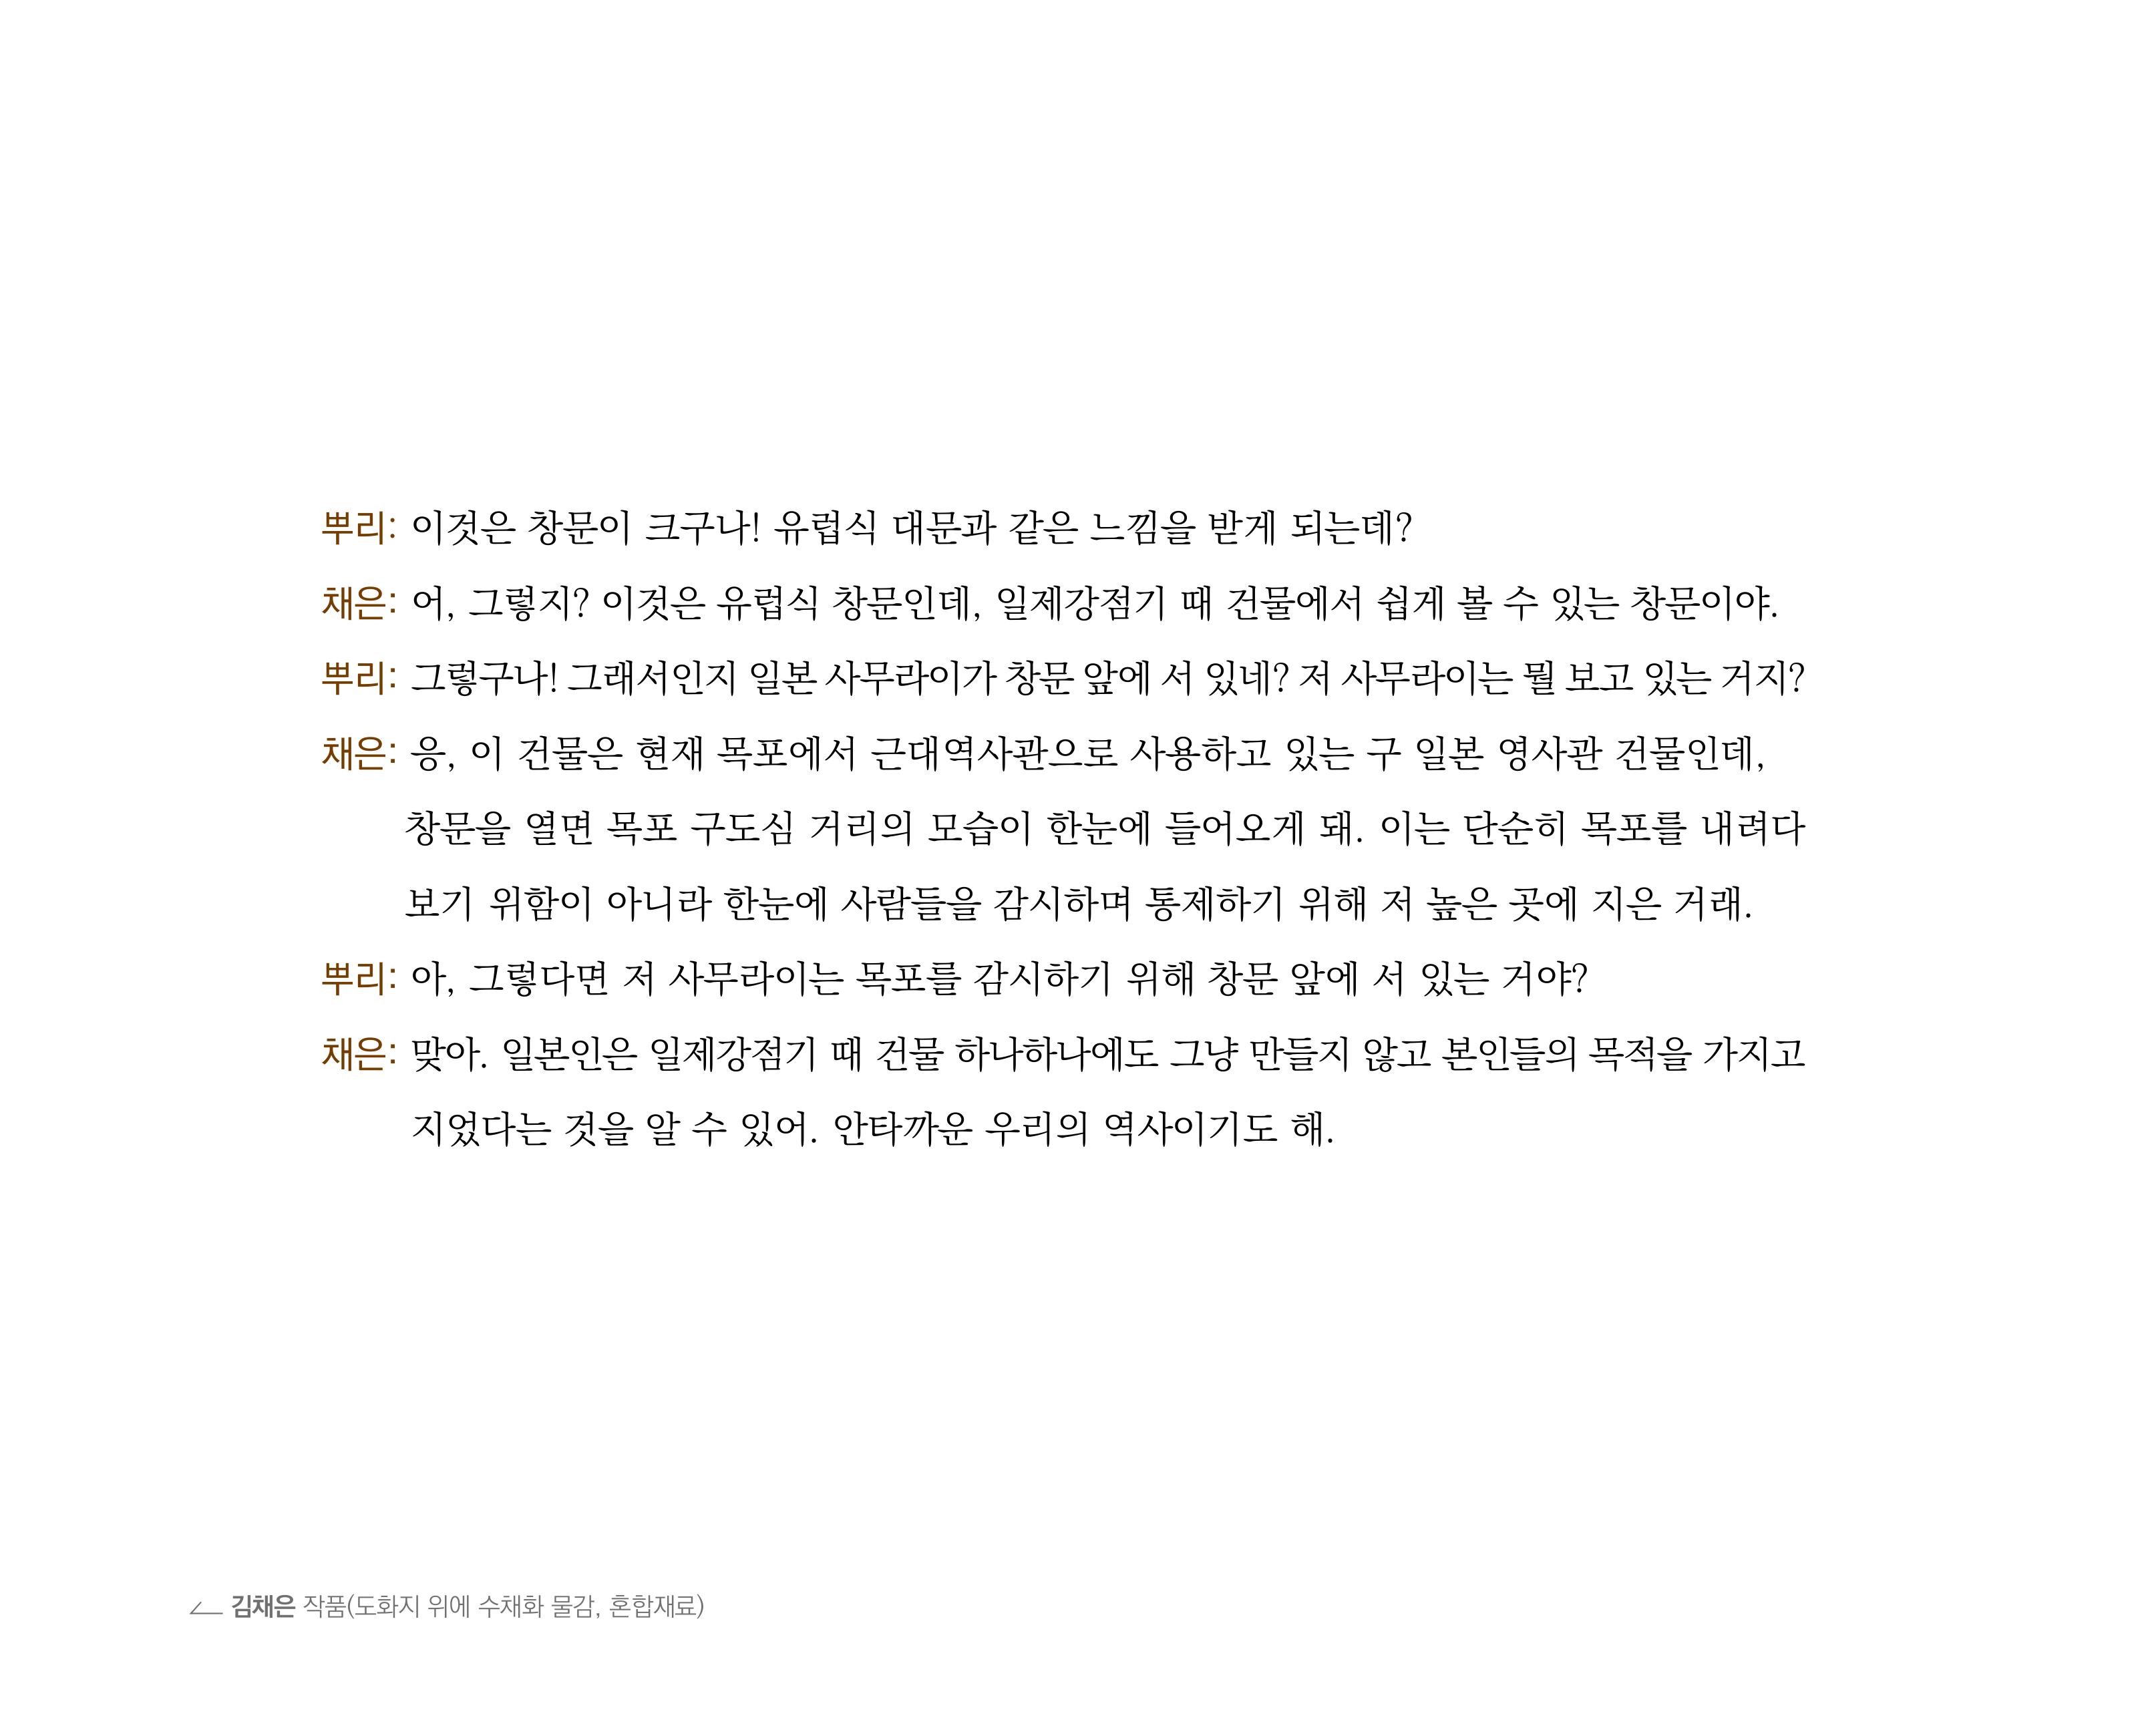 뿌리: 이것은 창문이 크구나! 유럽식 대문과 같은 느낌을 받게 되는데?
채은: 어, 그렇지? 이것은 유럽식 창문인데, 일제강점기 때 건물에서 쉽게 볼 수 있는 창문이야.
뿌리: 그렇구나! 그래서인지 일본 사무라이가 창문 앞에 서 있네? 저 사무라이는 뭘 보고 있는 거지?
채은: 응, 이 건물은 현재 목포에서 근대역사관으로 사용하고 있는 구 일본 영사관 건물인데,
창문을 열면 목포 구도심 거리의 모습이 한눈에 들어오게 돼. 이는 단순히 목포를 내려다
보기 위함이 아니라 한눈에 사람들을 감시하며 통제하기 위해 저 높은 곳에 지은 거래.
뿌리: 아, 그렇다면 저 사무라이는 목포를 감시하기 위해 창문 앞에 서 있는 거야?
채은: 맞아. 일본인은 일제강점기 때 건물 하나하나에도 그냥 만들지 않고 본인들의 목적을 가지고
지었다는 것을 알 수 있어. 안타까운 우리의 역사이기도 해.
김채은 작품(도화지 위에 수채화 물감, 혼합재료)